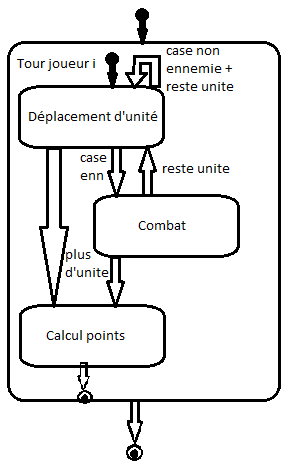 Tour joueur i
case non
ennemie +
reste unite
Déplacement d'unité
case
enn
reste unite
Combat
plus
d'unite
Calcul points